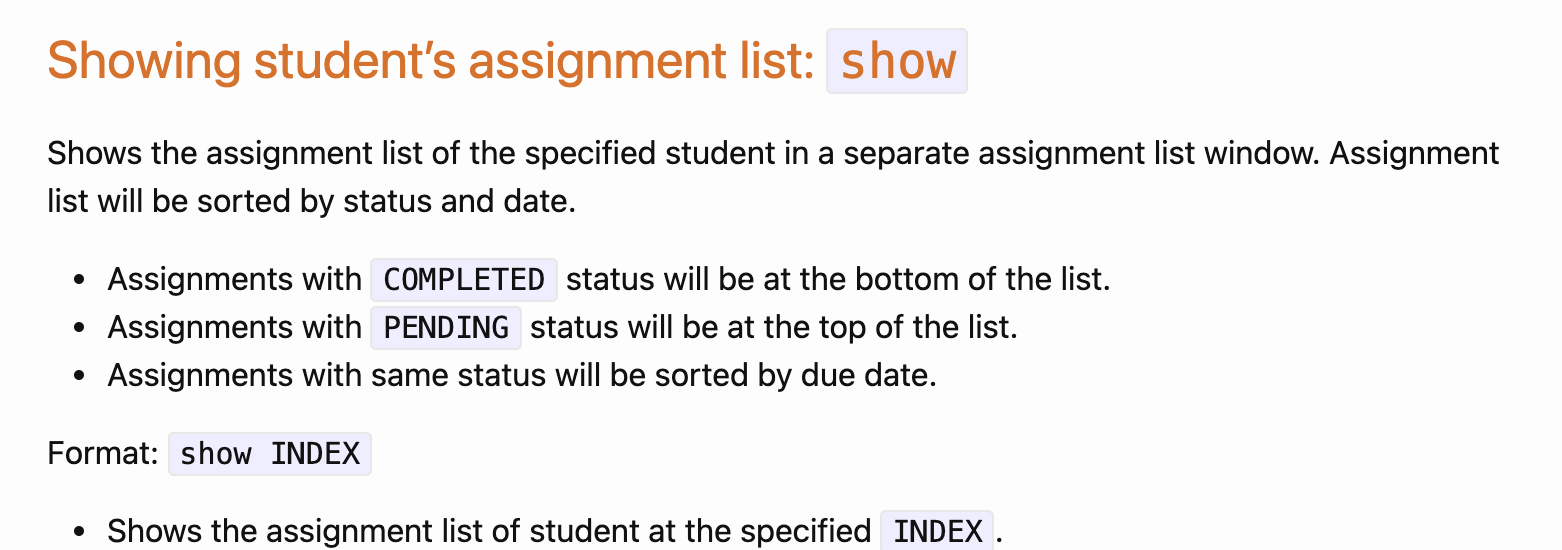 Showing student’s assignment list: show
Shows the assignment list of the specified student in a separate assignment list window. Assignment
list will be sorted by status and date.
• Assignments with COMPLETED status will be at the bottom of the list.
• Assignments with PENDING status will be at the top of the list.
• Assignments with same status will be sorted by due date.
Format: show INDEX
• Shows the assignment list of student at the specified INDEX.